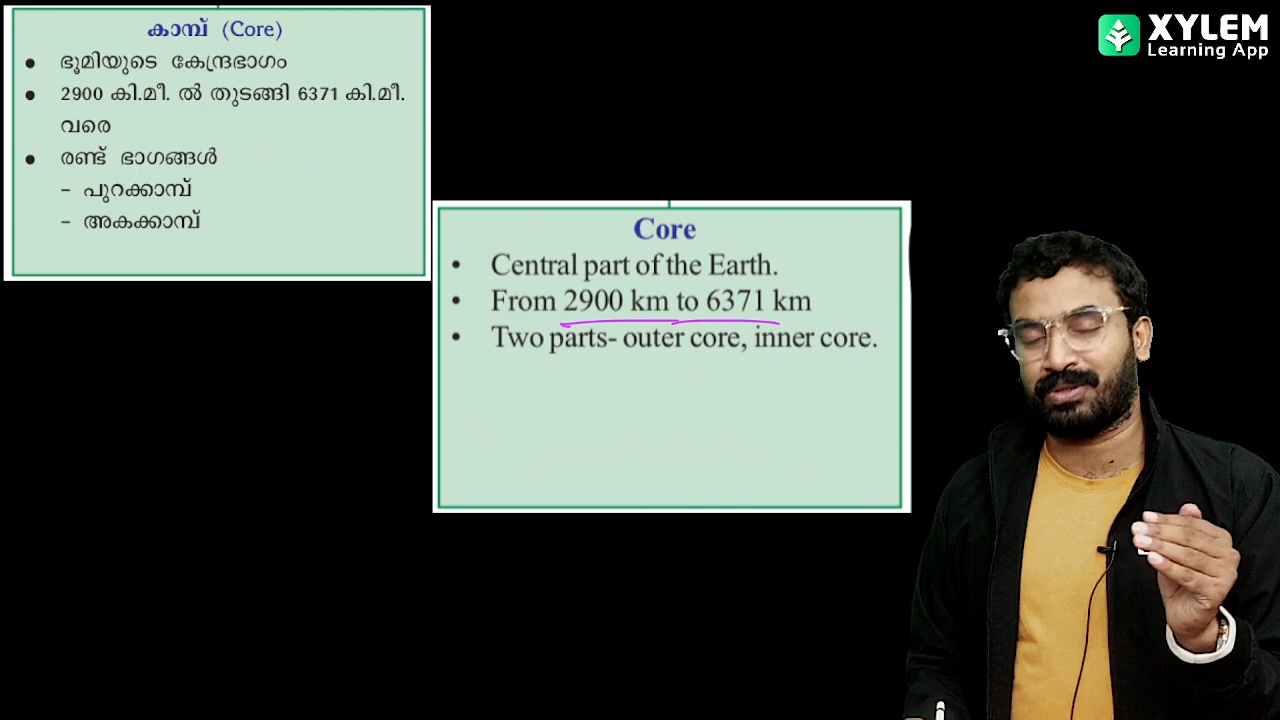 കാമ്പ് (Core)
• ഭൂമിയുടെ കേന്ദ്രഭാഗം
• 2900 കി.മീ. ൽ തുടങ്ങി 6371 കി.മീ.
വരെ
• രണ്ട് ഭാഗങ്ങൾ
– പുറക്കാമ്പ്
– അകക്കാമ്പ്
Core
• Central part of the Earth.
• From 2900 km to 6371 km
• Two parts- outer core, inner core.
XYLEM
Learning App